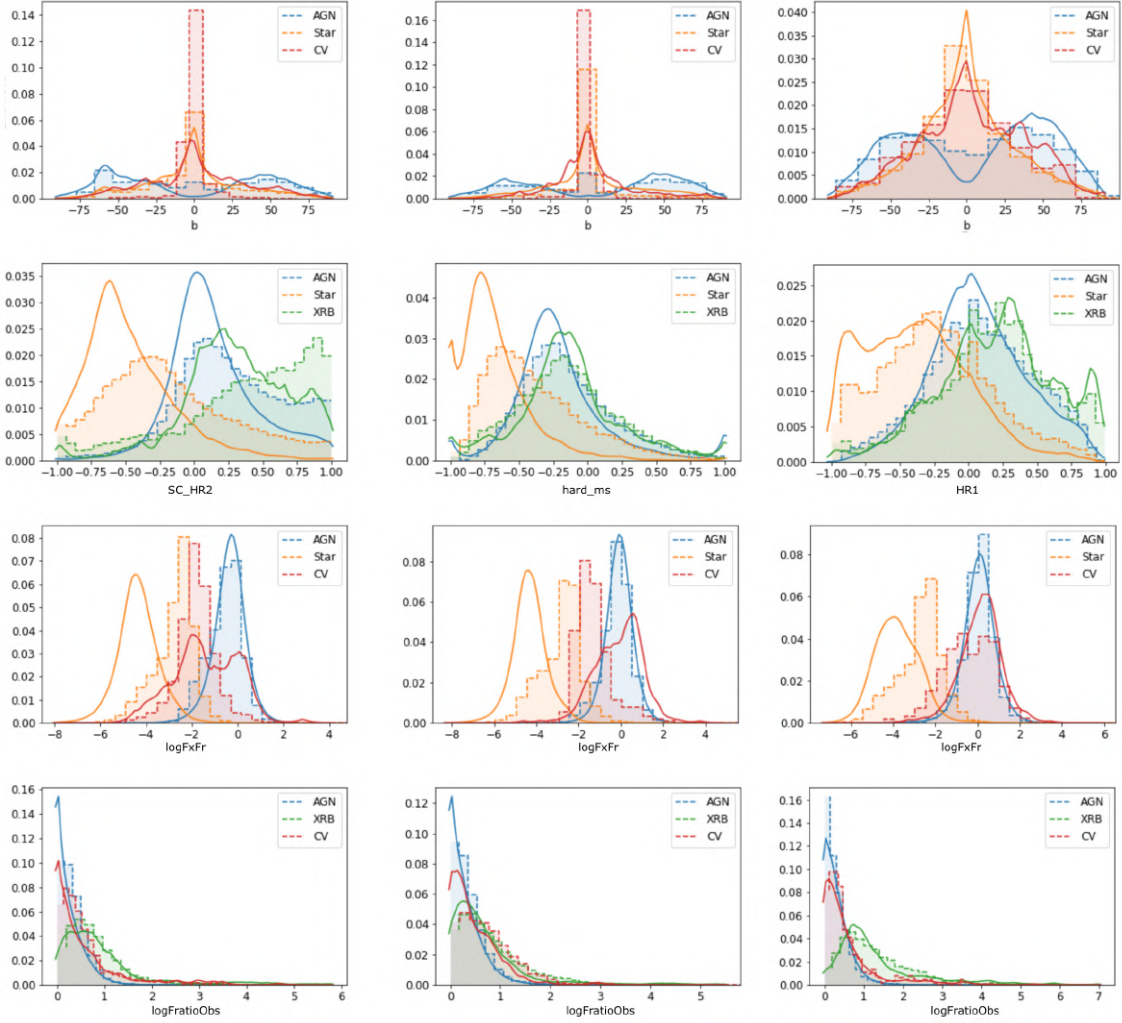 0.14
0.12
0.10
0.08
0.06
0.04
0.02
0.00
−75 −50 −25 0 25 50 75
b
AGN
Star
CV
0.16
0.14
0.12
0.10
0.08
0.06
0.04
0.02
0.00
−75 −50 −25 0 25 50 75
b
AGN
Star
CV
0.040
0.035
0.030
0.025
0.020
0.015
0.010
0.005
0.000
−75 −50 −25 0 25 50 75
b
AGN
Star
CV
0.035
0.030
0.025
0.020
0.015
0.010
0.005
0.000
−1.00 −0.75 −0.50 −0.25 0.00 0.25 0.50 0.75 1.00
SC_HR2
AGN
Star
XRB
0.04
0.03
0.02
0.01
0.00
−1.00 −0.75 −0.50 −0.25 0.00 0.25 0.50 0.75 1.00
hard_ms
AGN
Star
XRB
0.025
0.020
0.015
0.010
0.005
0.000
−1.00 −0.75 −0.50 −0.25 0.00 0.25 0.50 0.75 1.00
HR1
AGN
Star
XRB
0.08
0.07
0.06
0.05
0.04
0.03
0.02
0.01
0.00
−8 −6 −4 −2 0 2 4
logFxFr
AGN
Star
CV
0.08
0.06
0.04
0.02
0.00
−8 −6 −4 −2 0 2 4
logFxFr
AGN
Star
CV
0.08
0.06
0.04
0.02
0.00
−6 −4 −2 0 2 4 6
logFxFr
AGN
Star
CV
0.16
0.14
0.12
0.10
0.08
0.06
0.04
0.02
0.00
0 1 2 3 4 5 6
logFratioObs
AGN
XRB
CV
0.12
0.10
0.08
0.06
0.04
0.02
0.00
0 1 2 3 4 5
logFratioObs
AGN
XRB
CV
0.16
0.14
0.12
0.10
0.08
0.06
0.04
0.02
0.00
0 1 2 3 4 5 6 7
logFratioObs
AGN
XRB
CV